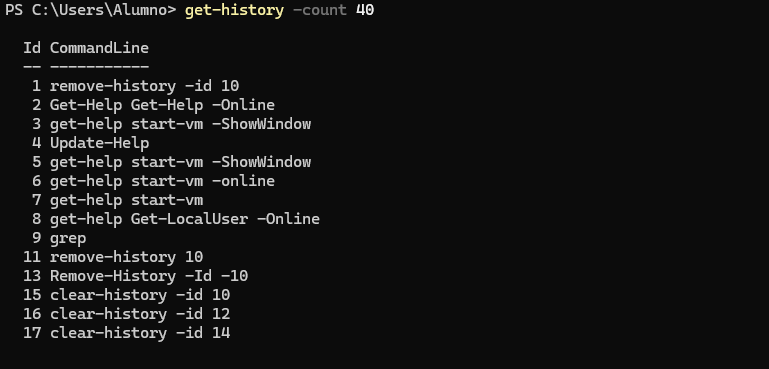 PS C:\Users\Alumno> get-history -count 40
Id CommandLine
-- -----------
1 remove-history -id 10
2 Get-Help Get-Help -Online
3 get-help start-vm -ShowWindow
4 Update-Help
5 get-help start-vm -ShowWindow
6 get-help start-vm -online
7 get-help start-vm
8 get-help Get-LocalUser -Online
9 grep
11 remove-history 10
13 Remove-History -Id -10
15 clear-history -id 10
16 clear-history -id 12
17 clear-history -id 14